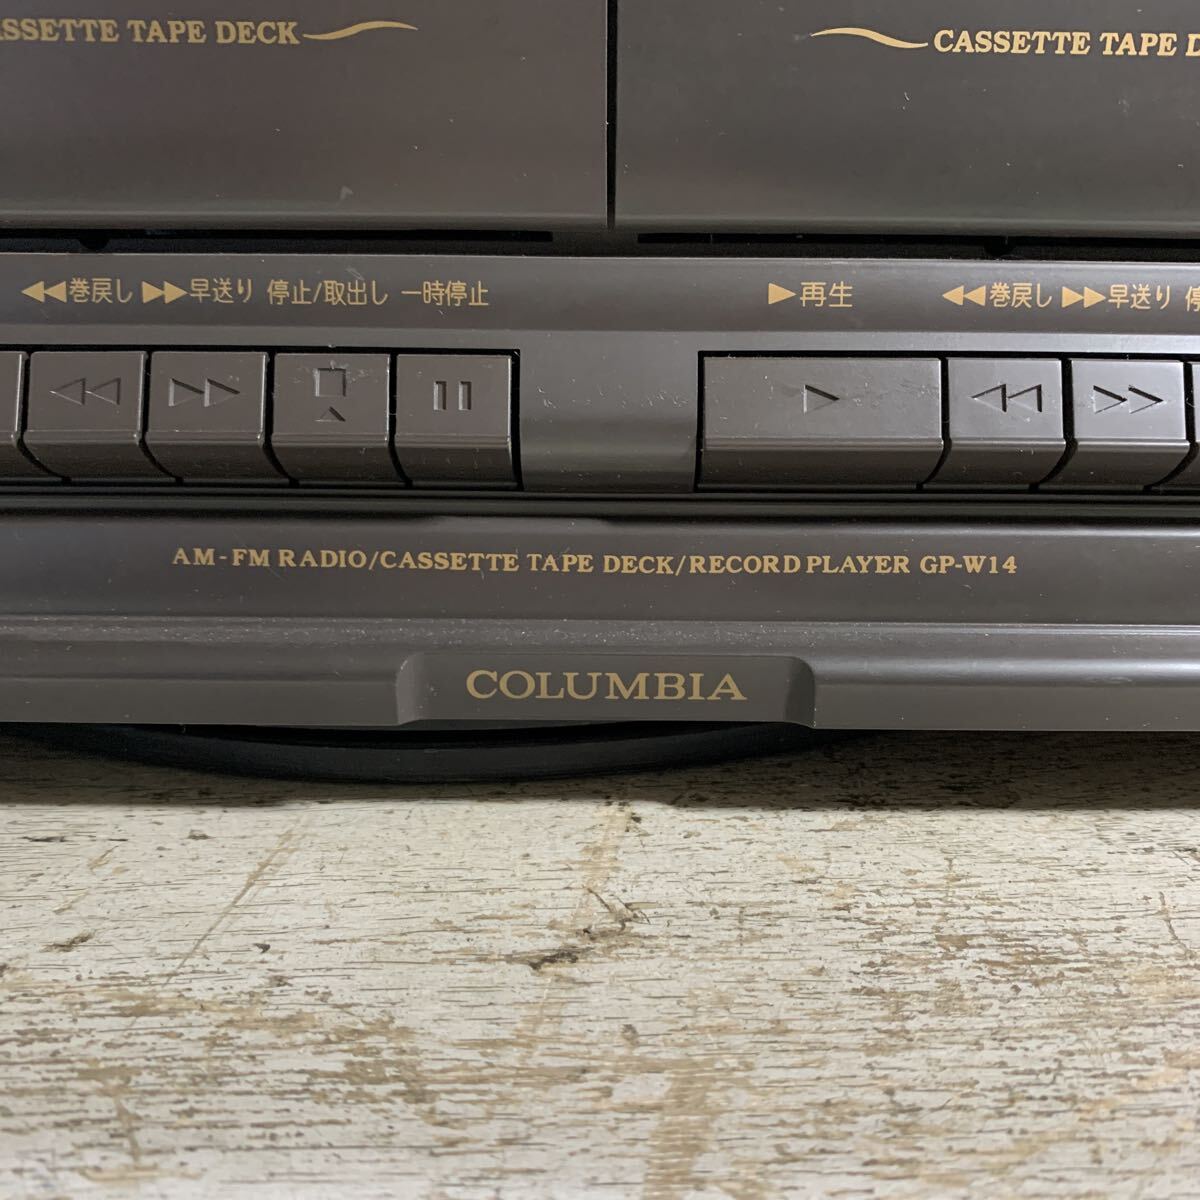 CASSETTE TAPE DECK
CASSETTE TAPE
◀◀巻戻し ▶▶早送り 停止/取出し 一時停止
▶再生 ◀◀巻戻し ▶▶早送り 停
AM-FM RADIO/CASSETTE TAPE DECK/RECORD PLAYER GP-W14
COLUMBIA